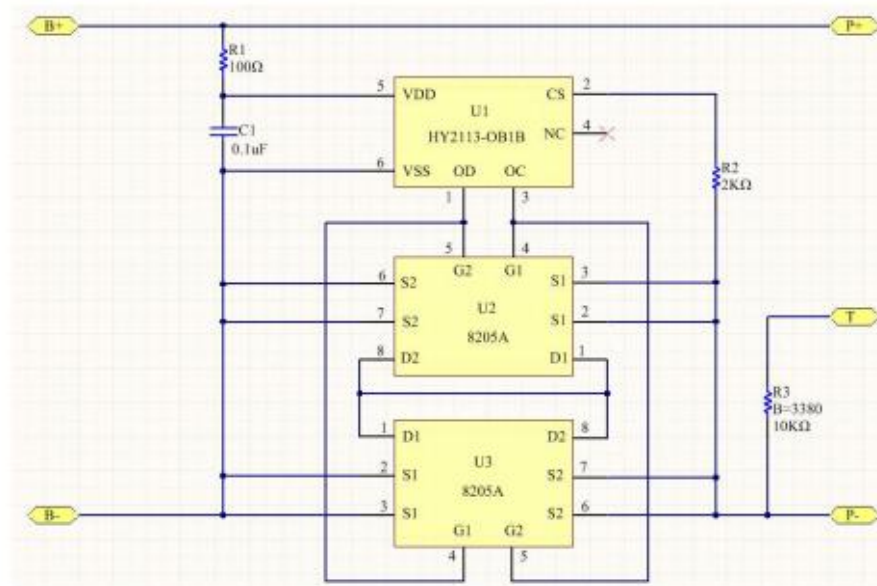 B+
P+
R1
100Ω
5 VDD CS 2
U1
C1
0.1uF
HY2113-OB1B
NC 4
6 VSS OD OC
R2
2KΩ
1 3
5 4
G2 G1
6 S2 S1 3
U2
7 S2 S1 2
8205A
8 D2 D1 1
T
R3
B=3380
10KΩ
1 D1 D2 8
U3
2 S1 S2 7
8205A
B- 3 S1 S2 6 P-
G1 G2
4 5